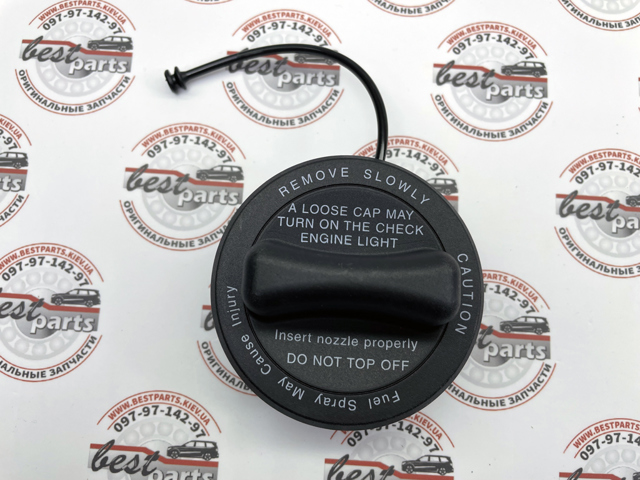 REMOVE SLOWLY
A LOOSE CAP MAY
TURN ON THE CHECK
ENGINE LIGHT
CAUTION
Insert nozzle properly
DO NOT TOP OFF
Fuel Spray May Cause Injury
WWW.BESTPARTS.KIEV.UA
097-97-142-97
best parts
ОРИГИНАЛЬНЫЕ ЗАПЧАСТИ